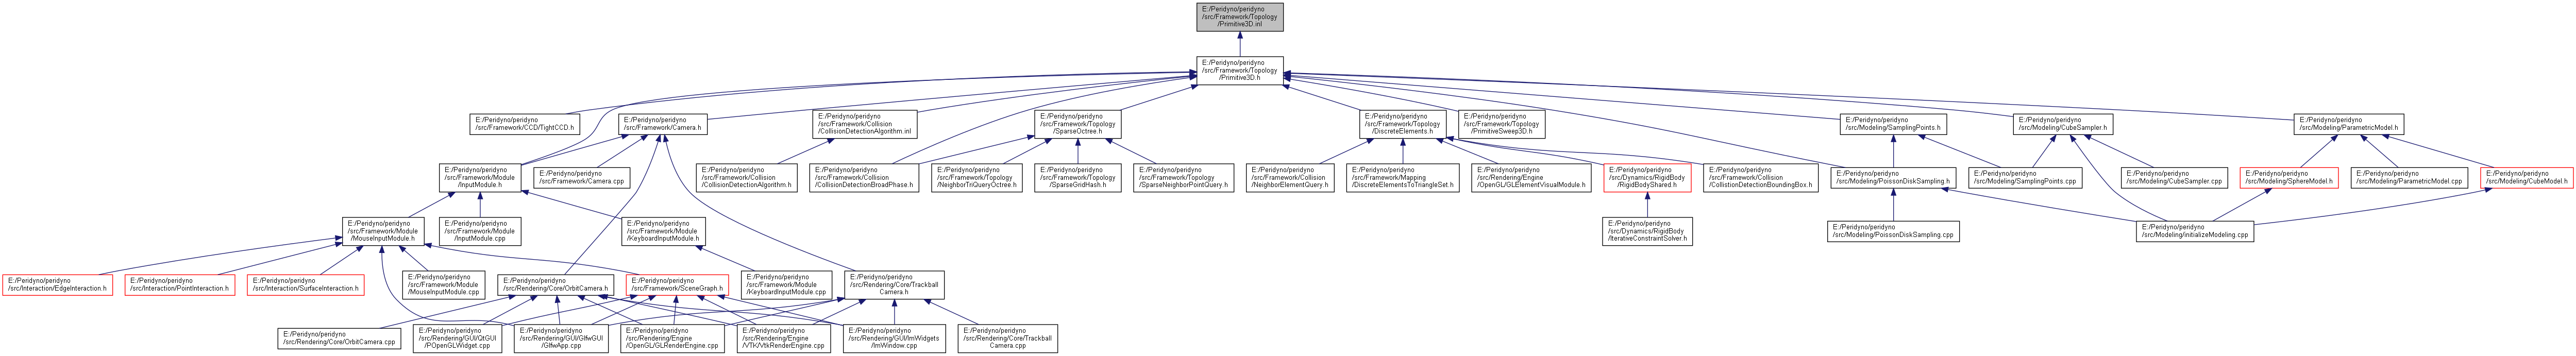 E:/Peridyno/peridyno
/src/Framework/Topology
/Primitive3D.inl
E:/Peridyno/peridyno
/src/Framework/Topology
/Primitive3D.h
E:/Peridyno/peridyno
/src/Framework/CCD/TightCCD.h
E:/Peridyno/peridyno
/src/Framework/Camera.h
E:/Peridyno/peridyno
/src/Framework/Collision
/CollisionDetectionAlgorithm.inl
E:/Peridyno/peridyno
/src/Framework/Topology
/SparseOctree.h
E:/Peridyno/peridyno
/src/Framework/Topology
/DiscreteElements.h
E:/Peridyno/peridyno
/src/Framework/Topology
/PrimitiveSweep3D.h
E:/Peridyno/peridyno
/src/Modeling/SamplingPoints.h
E:/Peridyno/peridyno
/src/Modeling/CubeSampler.h
E:/Peridyno/peridyno
/src/Modeling/ParametricModel.h
E:/Peridyno/peridyno
/src/Framework/Module
/InputModule.h
E:/Peridyno/peridyno
/src/Framework/Camera.cpp
E:/Peridyno/peridyno
/src/Framework/Collision
/CollisionDetectionAlgorithm.h
E:/Peridyno/peridyno
/src/Framework/Collision
/CollisionDetectionBroadPhase.h
E:/Peridyno/peridyno
/src/Framework/Topology
/NeighborTriQueryOctree.h
E:/Peridyno/peridyno
/src/Framework/Topology
/SparseGridHash.h
E:/Peridyno/peridyno
/src/Framework/Topology
/SparseNeighborPointQuery.h
E:/Peridyno/peridyno
/src/Framework/Collision
/NeighborElementQuery.h
E:/Peridyno/peridyno
/src/Framework/Mapping
/DiscreteElementsToTriangleSet.h
E:/Peridyno/peridyno
/src/Rendering/Engine
/OpenGL/GLElementVisualModule.h
E:/Peridyno/peridyno
/src/Dynamics/RigidBody
/RigidBodyShared.h
E:/Peridyno/peridyno
/src/Framework/Collision
/CollistionDetectionBoundingBox.h
E:/Peridyno/peridyno
/src/Modeling/PoissonDiskSampling.h
E:/Peridyno/peridyno
/src/Modeling/SamplingPoints.cpp
E:/Peridyno/peridyno
/src/Modeling/CubeSampler.cpp
E:/Peridyno/peridyno
/src/Modeling/SphereModel.h
E:/Peridyno/peridyno
/src/Modeling/ParametricModel.cpp
E:/Peridyno/peridyno
/src/Modeling/CubeModel.h
E:/Peridyno/peridyno
/src/Framework/Module
/MouseInputModule.h
E:/Peridyno/peridyno
/src/Framework/Module
/InputModule.cpp
E:/Peridyno/peridyno
/src/Framework/Module
/KeyboardInputModule.h
E:/Peridyno/peridyno
/src/Dynamics/RigidBody
/IterativeConstraintSolver.h
E:/Peridyno/peridyno
/src/Modeling/PoissonDiskSampling.cpp
E:/Peridyno/peridyno
/src/Modeling/initializeModeling.cpp
E:/Peridyno/peridyno
/src/Interaction/EdgeInteraction.h
E:/Peridyno/peridyno
/src/Interaction/PointInteraction.h
E:/Peridyno/peridyno
/src/Interaction/SurfaceInteraction.h
E:/Peridyno/peridyno
/src/Framework/Module
/MouseInputModule.cpp
E:/Peridyno/peridyno
/src/Rendering/Core/OrbitCamera.h
E:/Peridyno/peridyno
/src/Framework/SceneGraph.h
E:/Peridyno/peridyno
/src/Framework/Module
/KeyboardInputModule.cpp
E:/Peridyno/peridyno
/src/Rendering/Core/Trackball
Camera.h
E:/Peridyno/peridyno
/src/Rendering/Core/OrbitCamera.cpp
E:/Peridyno/peridyno
/src/Rendering/GUI/QtGUI
/POpenGLWidget.cpp
E:/Peridyno/peridyno
/src/Rendering/GUI/GlfwGUI
/GlfwApp.cpp
E:/Peridyno/peridyno
/src/Rendering/Engine
/OpenGL/GLRenderEngine.cpp
E:/Peridyno/peridyno
/src/Rendering/Engine
/VTK/VtkRenderEngine.cpp
E:/Peridyno/peridyno
/src/Rendering/GUI/ImWidgets
/ImWindow.cpp
E:/Peridyno/peridyno
/src/Rendering/Core/Trackball
Camera.cpp